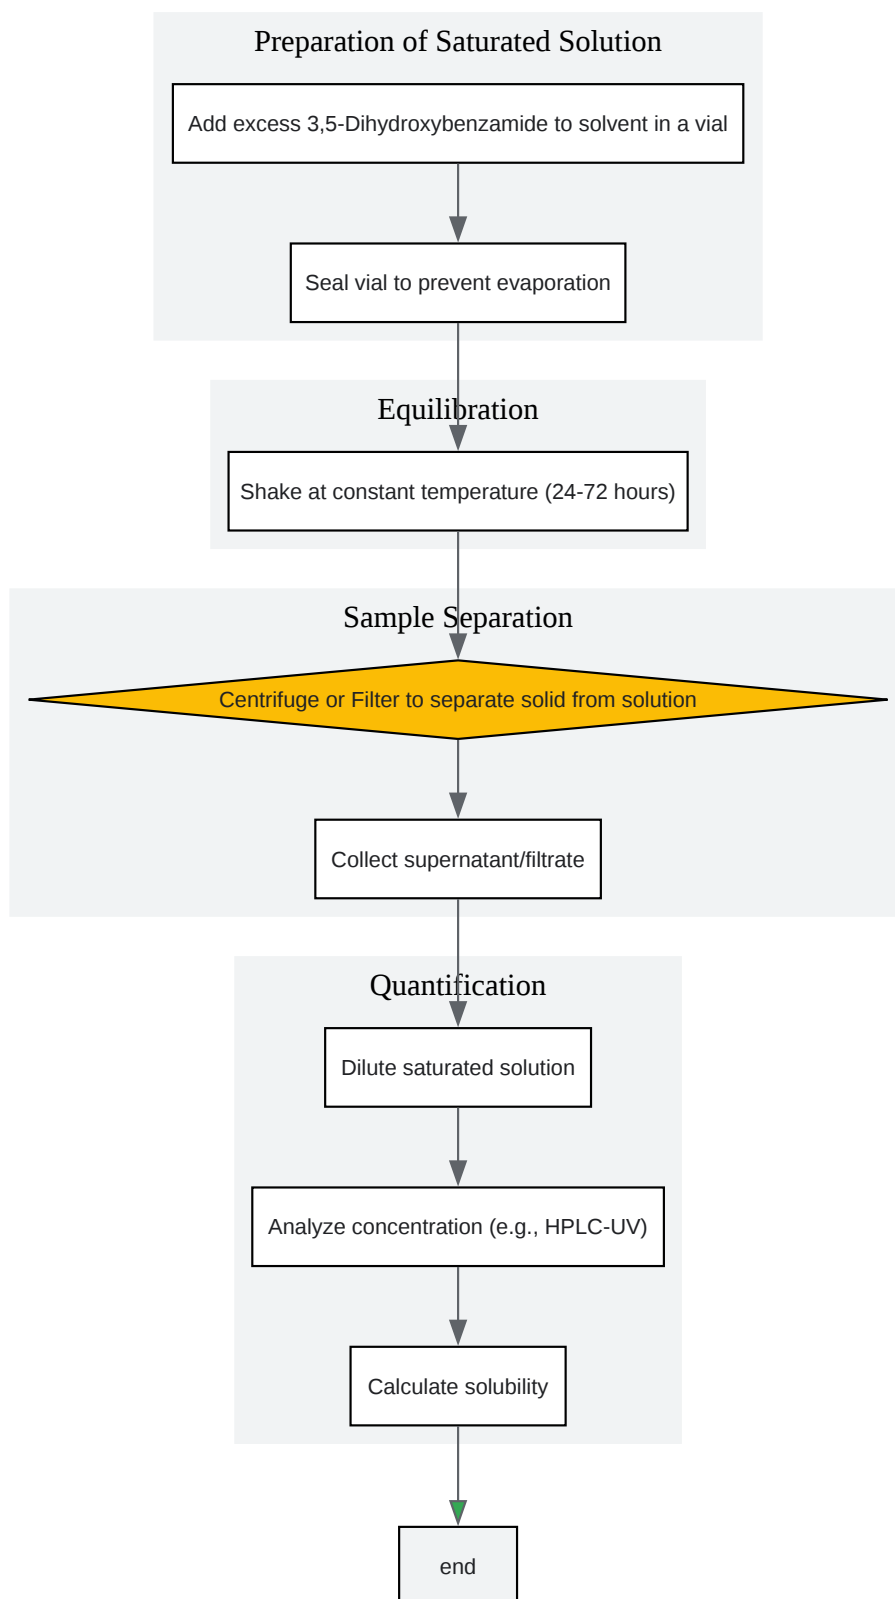 Preparation of Saturated Solution
Add excess 3,5-Dihydroxybenzamide to solvent in a vial
Seal vial to prevent evaporation
Equilibration
Shake at constant temperature (24-72 hours)
Sample Separation
Centrifuge or Filter to separate solid from solution
Collect supernatant/filtrate
Quantification
Dilute saturated solution
Analyze concentration (e.g., HPLC-UV)
Calculate solubility
end